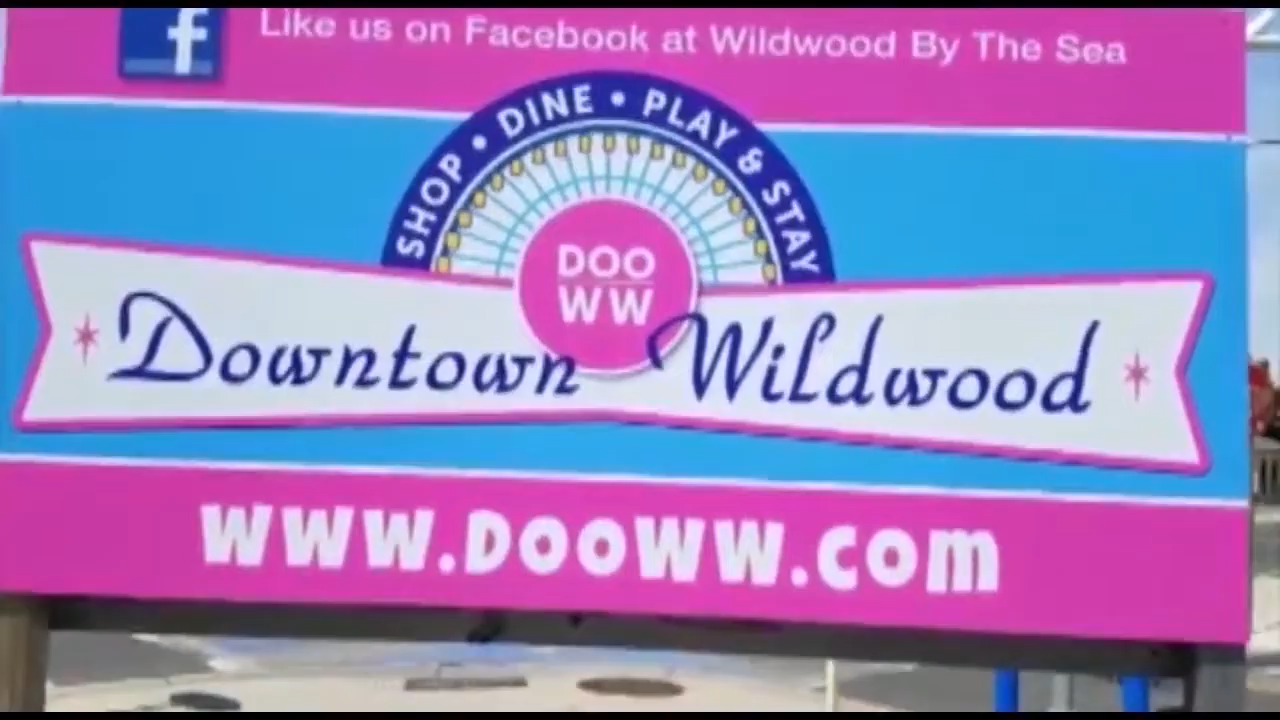 f
Like us on Facebook at Wildwood By The Sea
SHOP • DINE • PLAY & STAY
DOO
WW
Downtown Wildwood
www.DOOWW.com